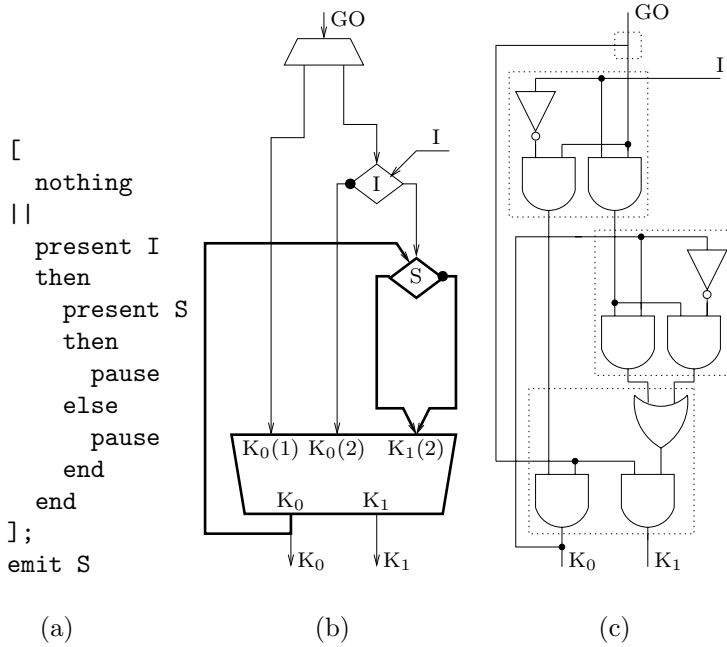 GO
GO
I
I
I
S
[
nothing
||
present I
then
present S
then
pause
else
pause
end
end
];
emit S
K₀(1) K₀(2) K₁(2)
K₀ K₁
K₀ K₁
K₀ K₁
(a) (b) (c)